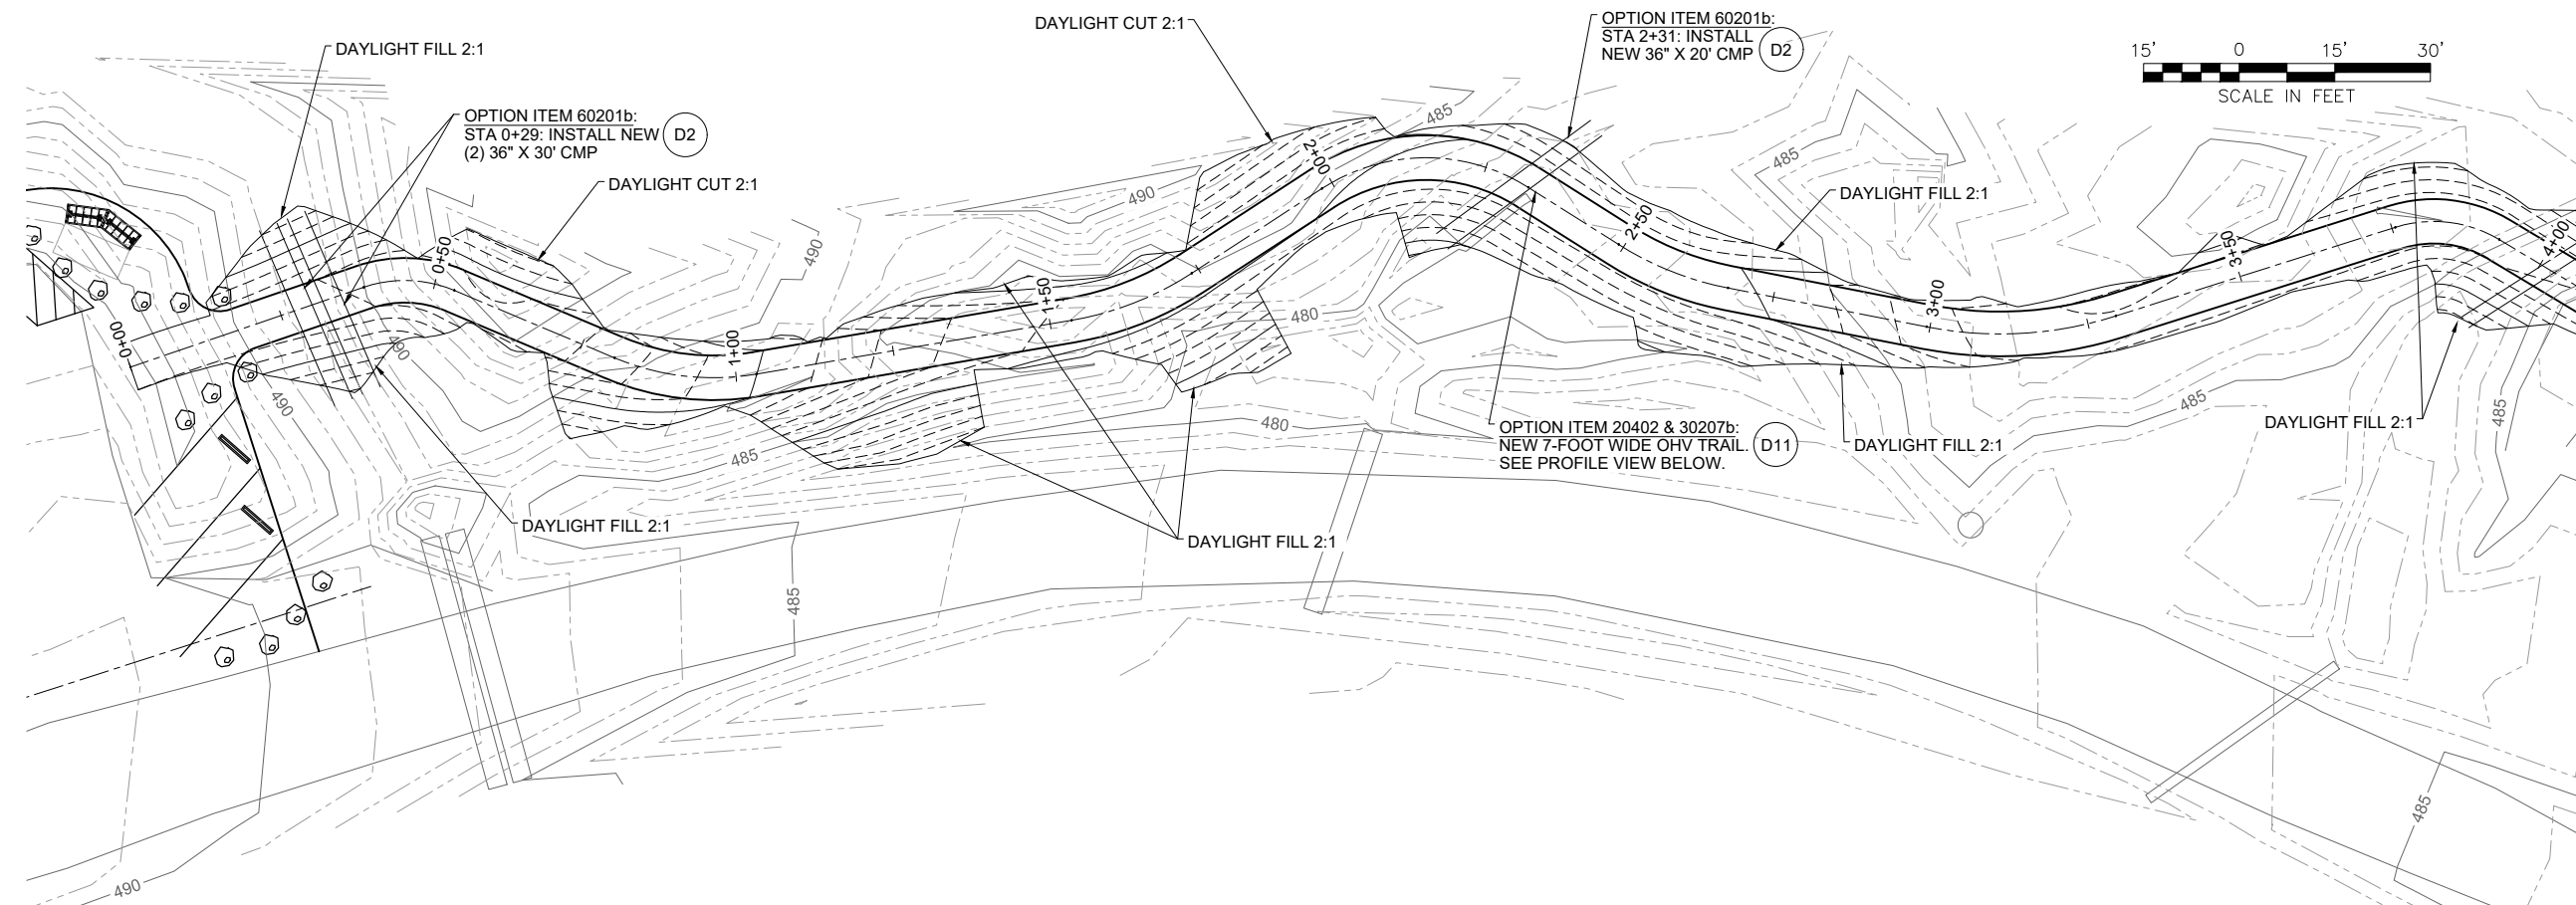 DAYLIGHT FILL 2:1
OPTION ITEM 60201b:
STA 0+29: INSTALL NEW
(2) 36" X 30' CMP
D2
DAYLIGHT CUT 2:1
DAYLIGHT CUT 2:1
OPTION ITEM 60201b:
STA 2+31: INSTALL
NEW 36" X 20' CMP
D2
15' 0 15' 30'
SCALE IN FEET
DAYLIGHT FILL 2:1
0+00
0+50
1+00
1+50
2+00
2+50
3+00
3+50
4+00
490
490
490
490
485
485
480
480
485
485
485
485
485
490
OPTION ITEM 20402 & 30207b:
NEW 7-FOOT WIDE OHV TRAIL.
SEE PROFILE VIEW BELOW.
D11
DAYLIGHT FILL 2:1
DAYLIGHT FILL 2:1
DAYLIGHT FILL 2:1
DAYLIGHT FILL 2:1